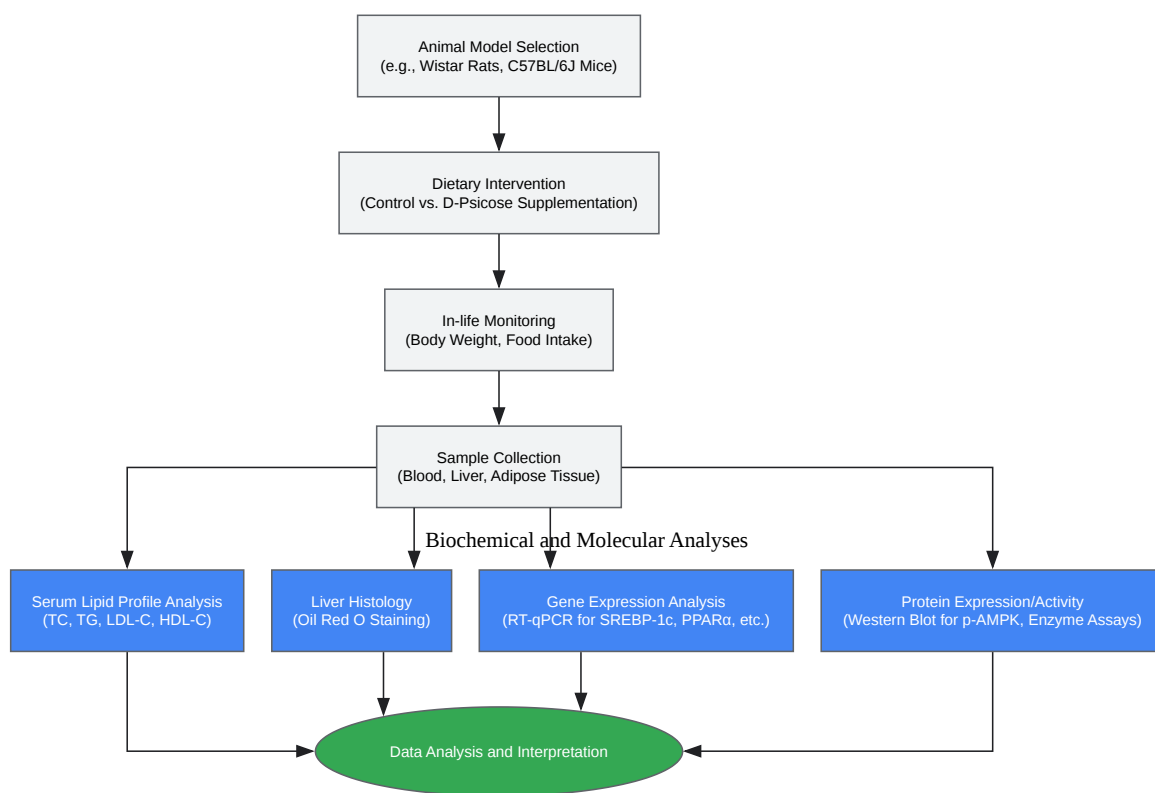 Animal Model Selection
(e.g., Wistar Rats, C57BL/6J Mice)
Dietary Intervention
(Control vs. D-Psicose Supplementation)
In-life Monitoring
(Body Weight, Food Intake)
Sample Collection
(Blood, Liver, Adipose Tissue)
Biochemical and Molecular Analyses
Serum Lipid Profile Analysis
(TC, TG, LDL-C, HDL-C)
Liver Histology
(Oil Red O Staining)
Gene Expression Analysis
(RT-qPCR for SREBP-1c, PPARα, etc.)
Protein Expression/Activity
(Western Blot for p-AMPK, Enzyme Assays)
Data Analysis and Interpretation